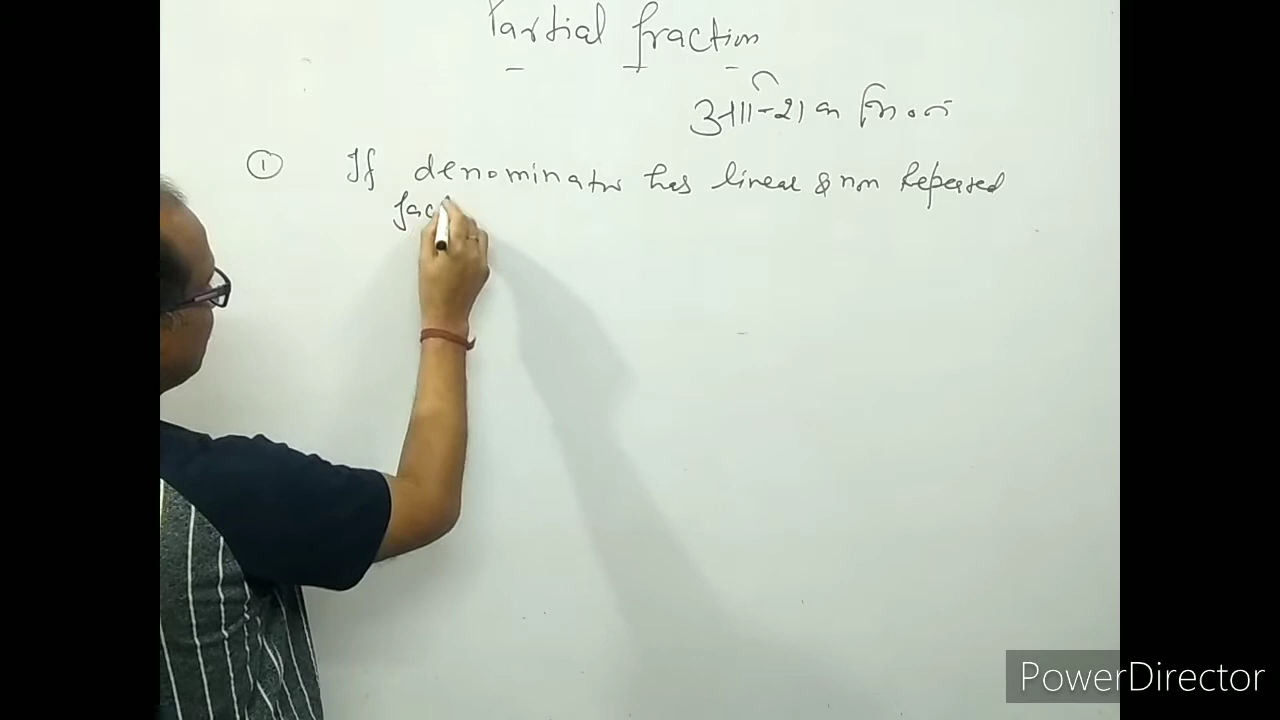 Partial fraction
आंशिक भिन्न
① If denominator has linear & non Repeated
fac
PowerDirector